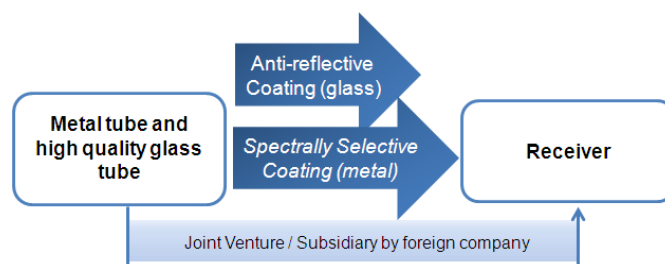 Metal tube and
high quality glass
tube
Anti-reflective
Coating (glass)
Spectrally Selective
Coating (metal)
Receiver
Joint Venture / Subsidiary by foreign company